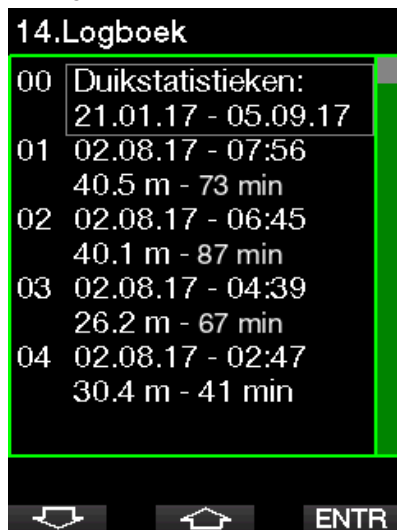 14.Logboek
00 Duikstatistieken:
21.01.17 - 05.09.17
01 02.08.17 - 07:56
40.5 m - 73 min
02 02.08.17 - 06:45
40.1 m - 87 min
03 02.08.17 - 04:39
26.2 m - 67 min
04 02.08.17 - 02:47
30.4 m - 41 min
ENTR